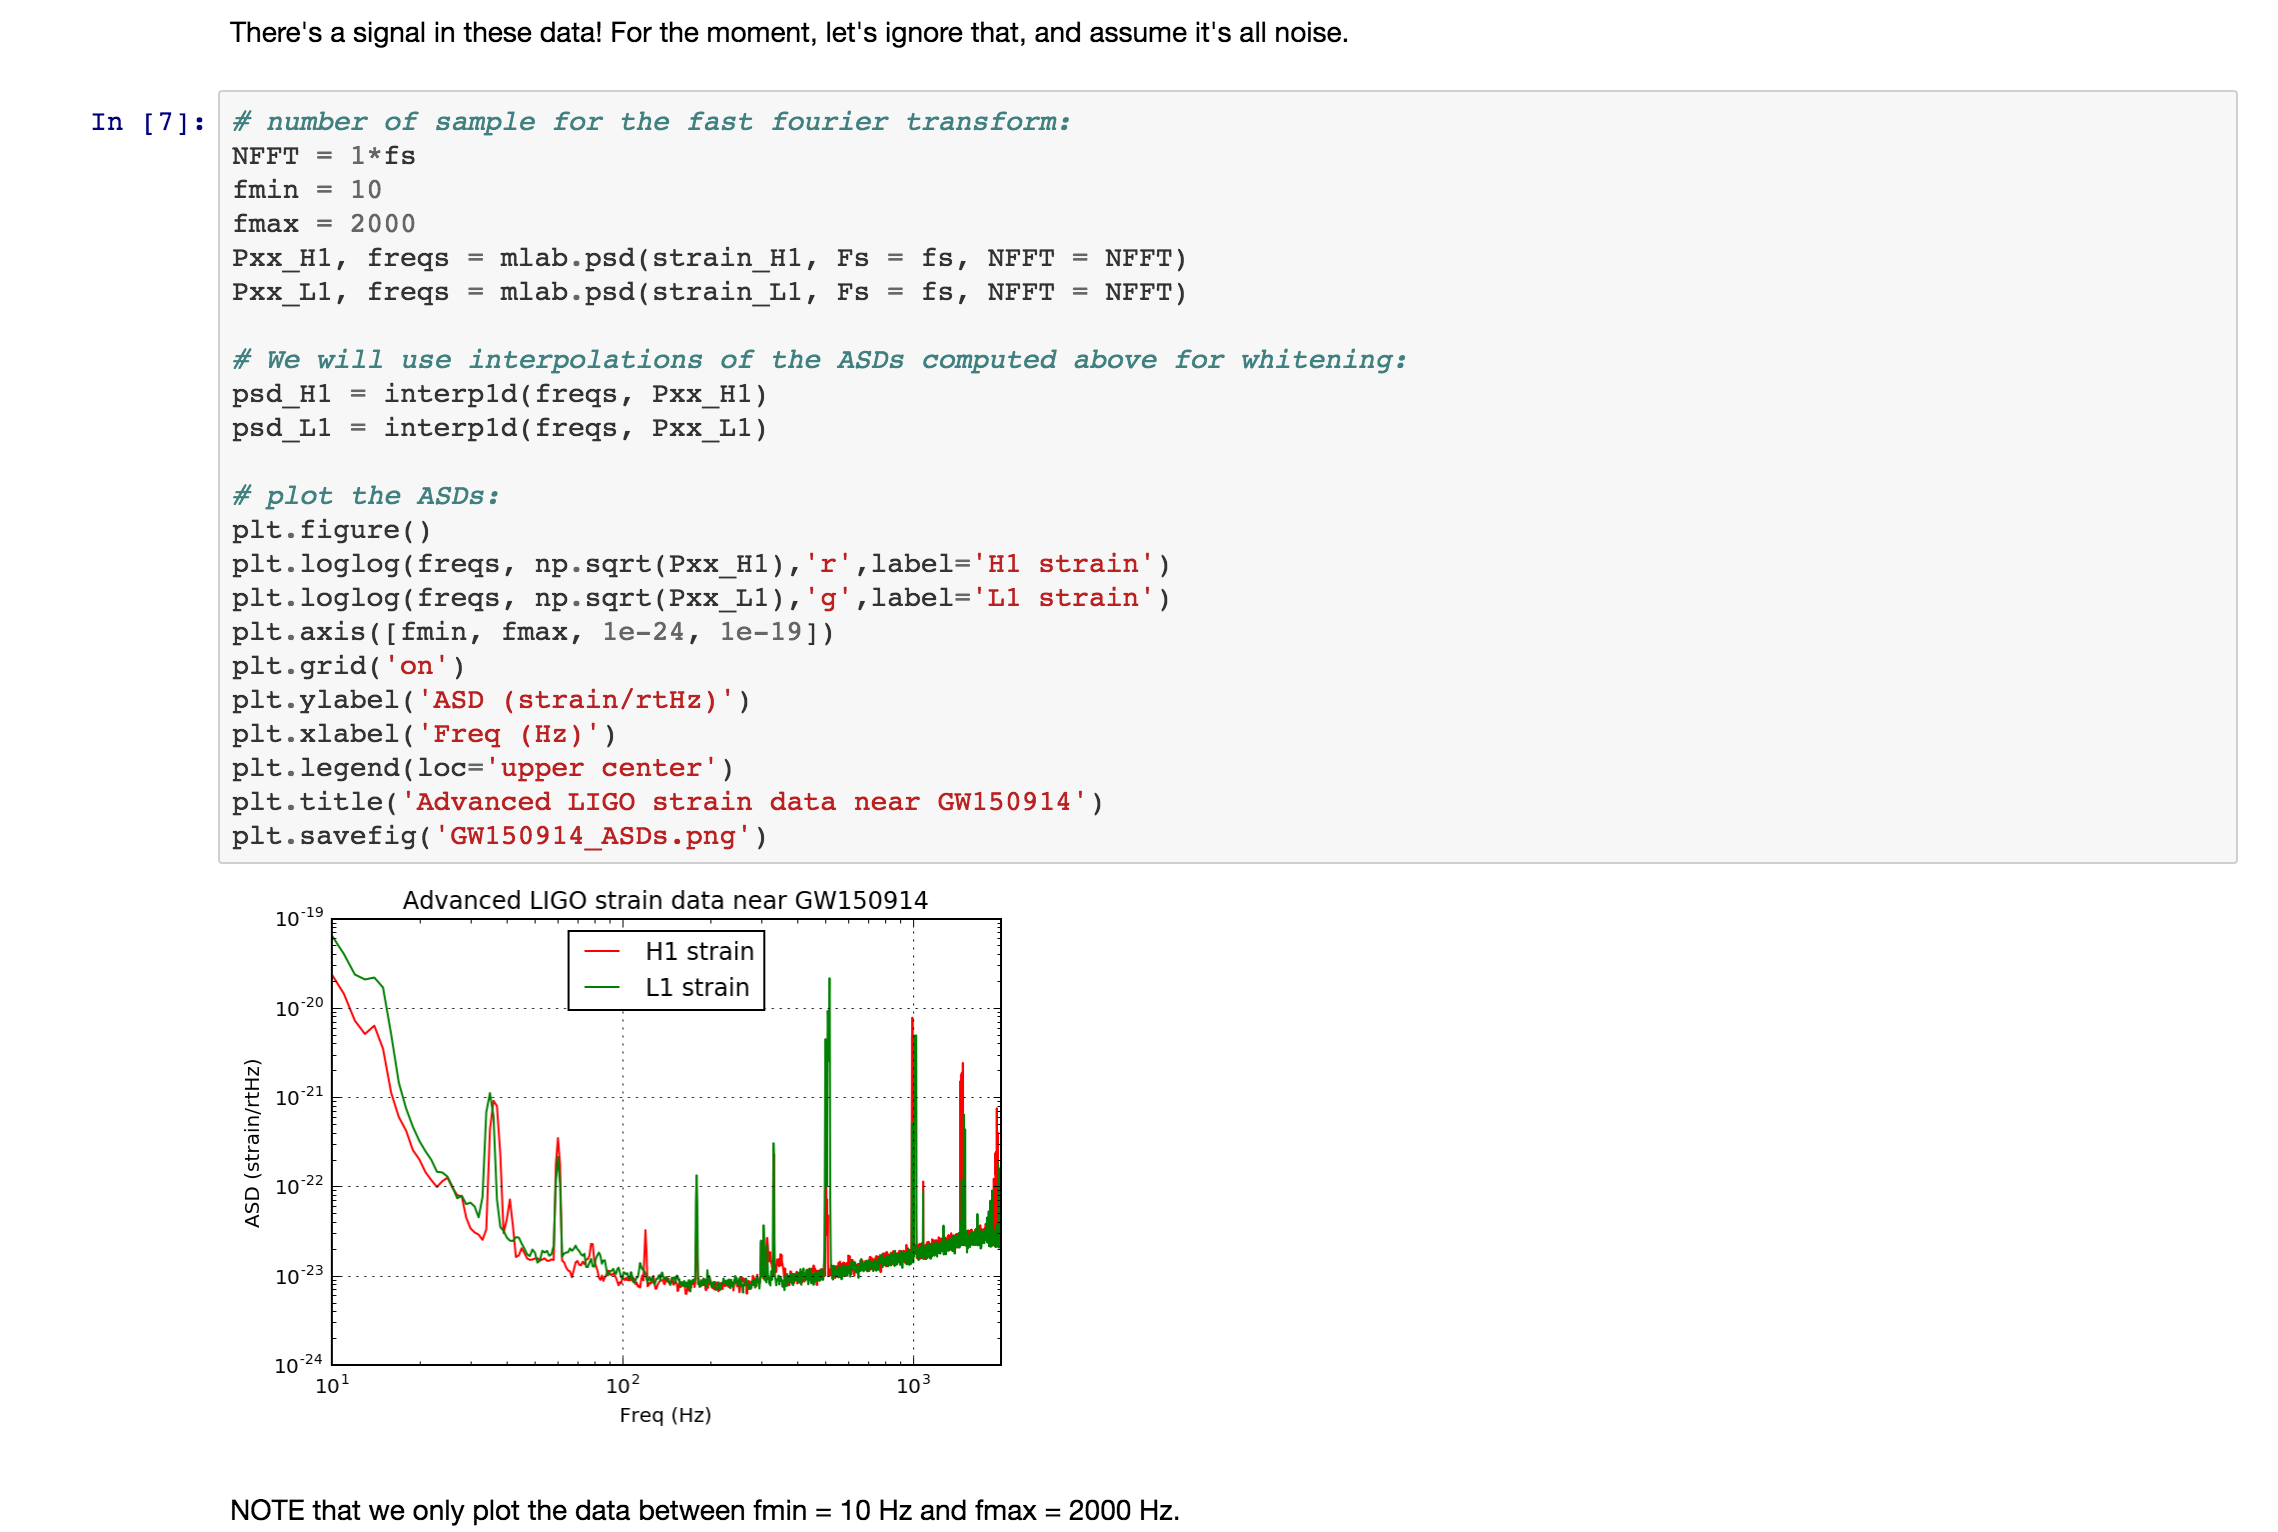 There's a signal in these data! For the moment, let's ignore that, and assume it's all noise.
In [7]:
# number of sample for the fast fourier transform:
NFFT = 1*fs
fmin = 10
fmax = 2000
Pxx_H1, freqs = mlab.psd(strain_H1, Fs = fs, NFFT = NFFT)
Pxx_L1, freqs = mlab.psd(strain_L1, Fs = fs, NFFT = NFFT)
# We will use interpolations of the ASDs computed above for whitening:
psd_H1 = interp1d(freqs, Pxx_H1)
psd_L1 = interp1d(freqs, Pxx_L1)
# plot the ASDs:
plt.figure()
plt.loglog(freqs, np.sqrt(Pxx_H1),'r',label='H1 strain')
plt.loglog(freqs, np.sqrt(Pxx_L1),'g',label='L1 strain')
plt.axis([fmin, fmax, 1e-24, 1e-19])
plt.grid('on')
plt.ylabel('ASD (strain/rtHz)')
plt.xlabel('Freq (Hz)')
plt.legend(loc='upper center')
plt.title('Advanced LIGO strain data near GW150914')
plt.savefig('GW150914_ASDs.png')
Advanced LIGO strain data near GW150914
H1 strain
L1 strain
10^-19
10^-20
10^-21
10^-22
10^-23
10^-24
ASD (strain/rtHz)
10^1
10^2
10^3
Freq (Hz)
NOTE that we only plot the data between fmin = 10 Hz and fmax = 2000 Hz.